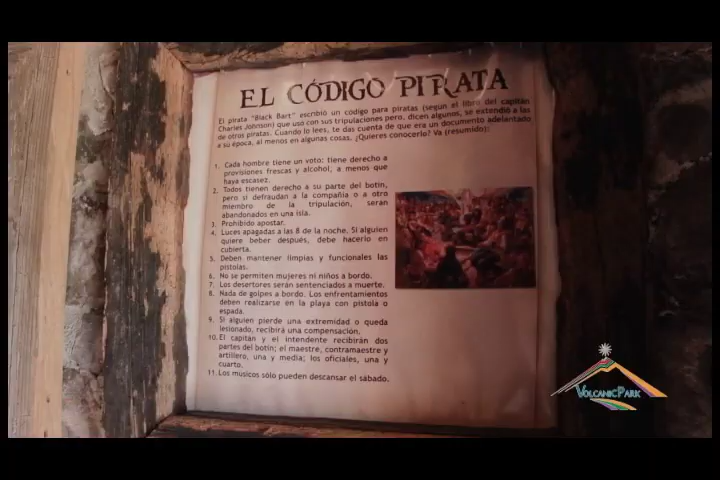 EL CÓDIGO PIRATA
El pirata "Black Bart" escribió un código para piratas (según el libro del capitán
Charles Johnson) que usó con sus tripulaciones pero, dicen algunos, se extendió a las
de otros piratas. Cuando lo lees, te das cuenta de que era un documento adelantado
a su época, al menos en algunas cosas. ¿Quieres conocerlo? Va (resumido):
1. Cada hombre tiene un voto; tiene derecho a
provisiones frescas y alcohol, a menos que
haya escasez.
2. Todos tienen derecho a su parte del botín,
pero si defraudan a la compañía o a otro
miembro de la tripulación, serán
abandonados en una isla.
3. Prohibido apostar.
4. Luces apagadas a las 8 de la noche. Si alguien
quiere beber después, debe hacerlo en
cubierta.
5. Deben mantener limpias y funcionales las
pistolas.
6. No se permiten mujeres ni niños a bordo.
7. Los desertores serán sentenciados a muerte.
8. Nada de golpes a bordo. Los enfrentamientos
deben realizarse en la playa con pistola o
espada.
9. Si alguien pierde una extremidad o queda
lesionado, recibirá una compensación.
10. El capitán y el intendente recibirán dos
partes del botín; el maestre, contramaestre y
artillero, una y media; los oficiales, una y
cuarto.
11. Los músicos sólo pueden descansar el sábado.
VOLCANICPARK